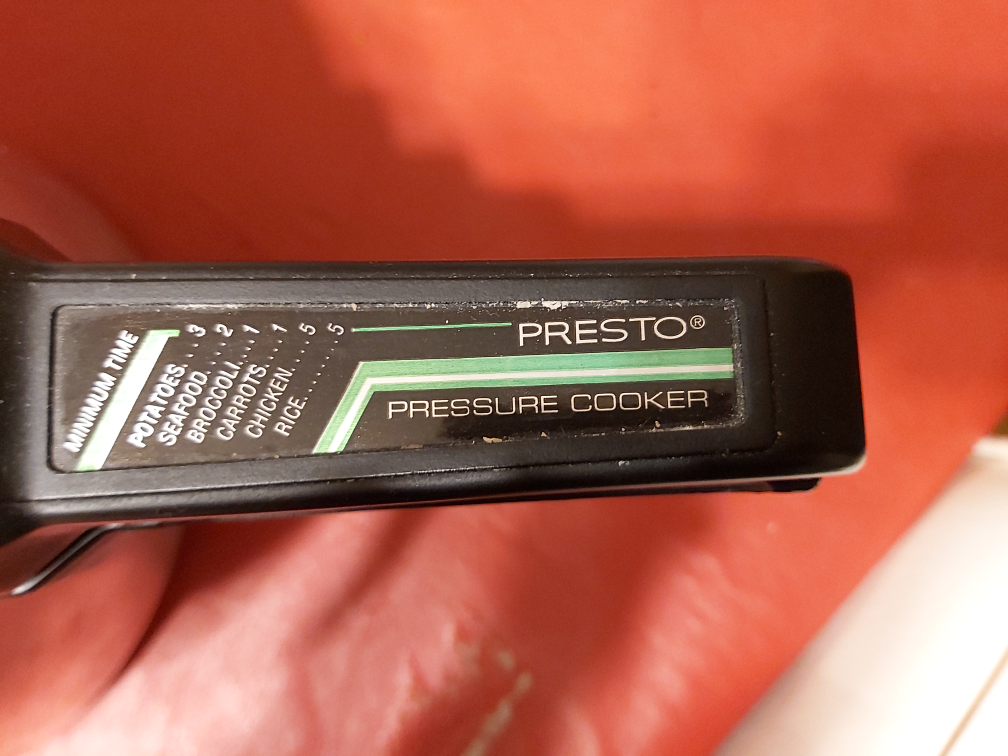 MINIMUM TIME
POTATOES...3
SEAFOOD....2
BROCCOLI...1
CARROTS....1
CHICKEN.....5
RICE..........5
PRESTO®
PRESSURE COOKER